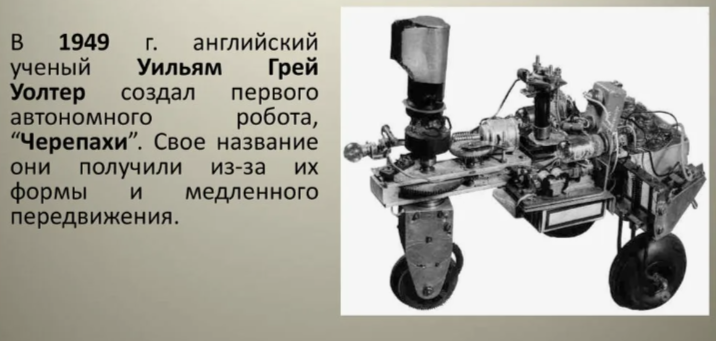 В 1949 г. английский
ученый Уильям Грей
Уолтер создал первого
автономного робота,
“Черепахи”. Свое название
они получили из-за их
формы и медленного
передвижения.